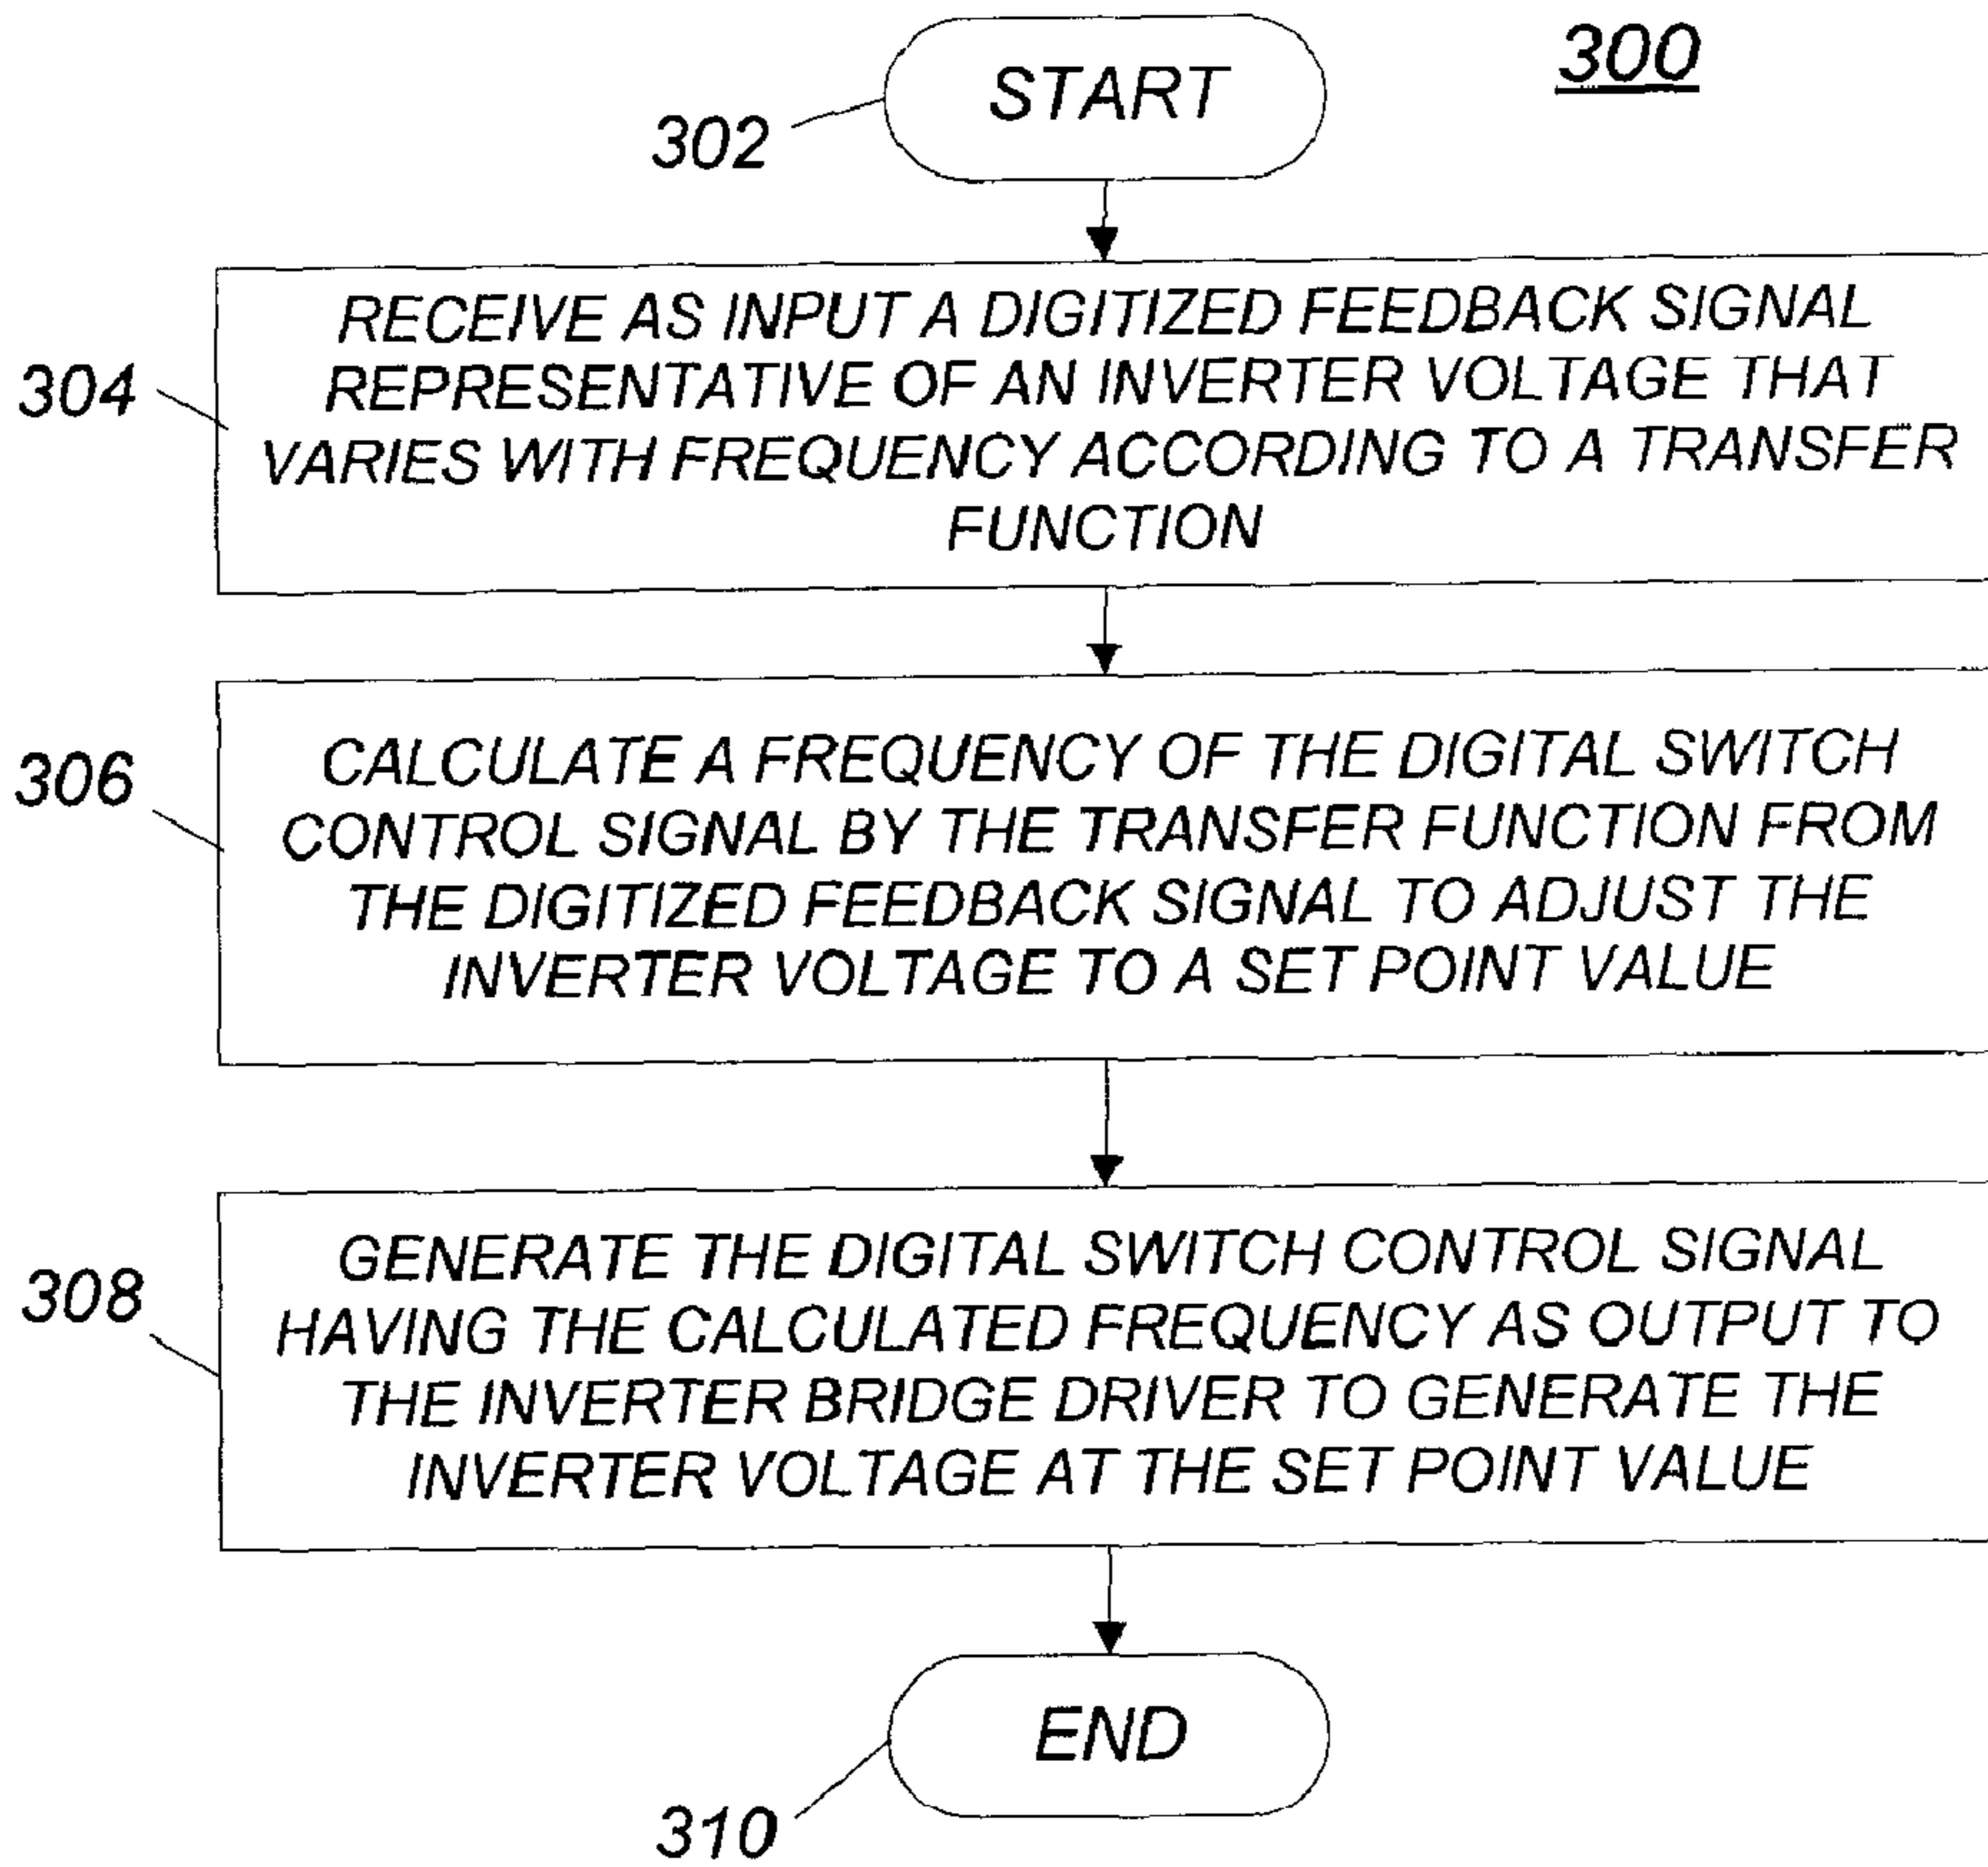 300
START
302
RECEIVE AS INPUT A DIGITIZED FEEDBACK SIGNAL
REPRESENTATIVE OF AN INVERTER VOLTAGE THAT
VARIES WITH FREQUENCY ACCORDING TO A TRANSFER
FUNCTION
304
CALCULATE A FREQUENCY OF THE DIGITAL SWITCH
CONTROL SIGNAL BY THE TRANSFER FUNCTION FROM
THE DIGITIZED FEEDBACK SIGNAL TO ADJUST THE
INVERTER VOLTAGE TO A SET POINT VALUE
306
GENERATE THE DIGITAL SWITCH CONTROL SIGNAL
HAVING THE CALCULATED FREQUENCY AS OUTPUT TO
THE INVERTER BRIDGE DRIVER TO GENERATE THE
INVERTER VOLTAGE AT THE SET POINT VALUE
308
END
310